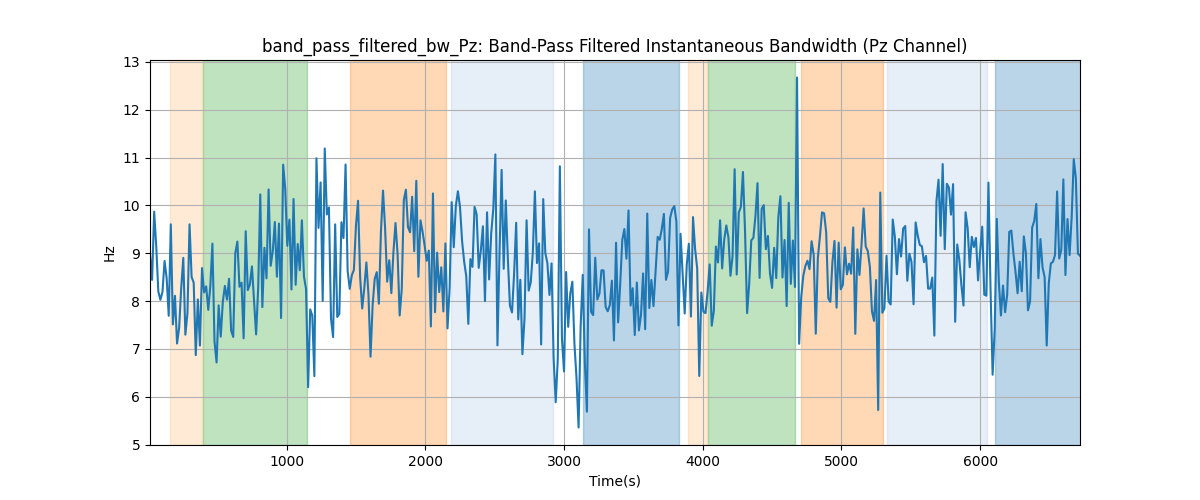 band_pass_filtered_bw_Pz: Band-Pass Filtered Instantaneous Bandwidth (Pz Channel)
13
12
11
10
9
8
7
6
5
Hz
1000 2000 3000 4000 5000 6000
Time(s)